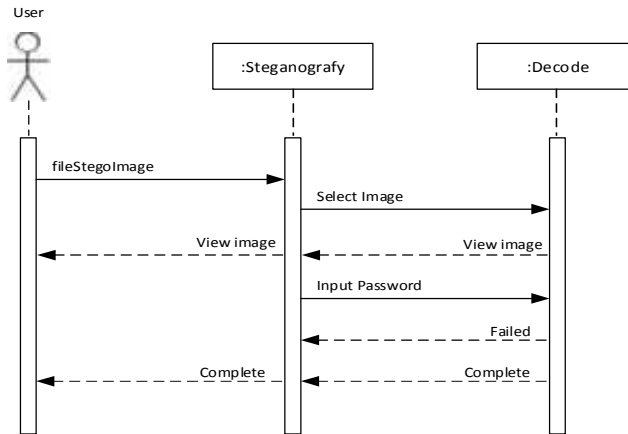 User
:Steganografy
:Decode
fileStegoImage
Select Image
View image
View image
Input Password
Failed
Complete
Complete